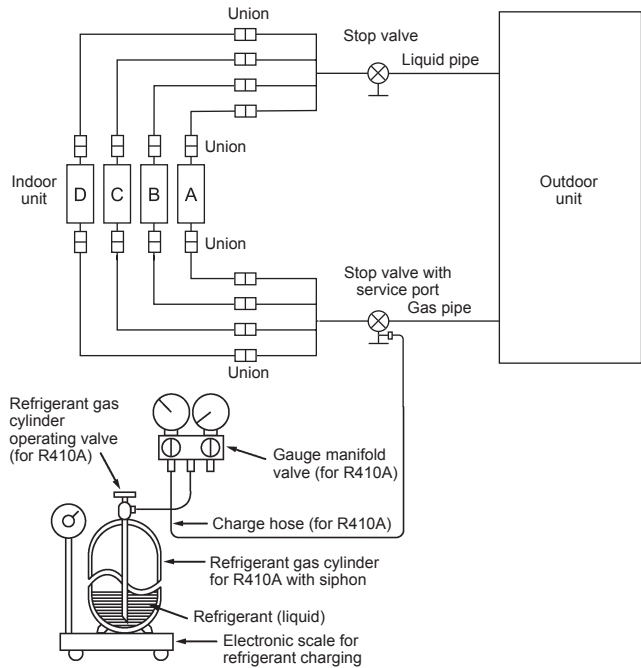 Union
Stop valve
Liquid pipe
Union
Indoor
unit
D
C
B
A
Outdoor
unit
Union
Stop valve with
service port
Gas pipe
Union
Refrigerant gas
cylinder
operating valve
(for R410A)
Gauge manifold
valve (for R410A)
Charge hose (for R410A)
Refrigerant gas cylinder
for R410A with siphon
Refrigerant (liquid)
Electronic scale for
refrigerant charging